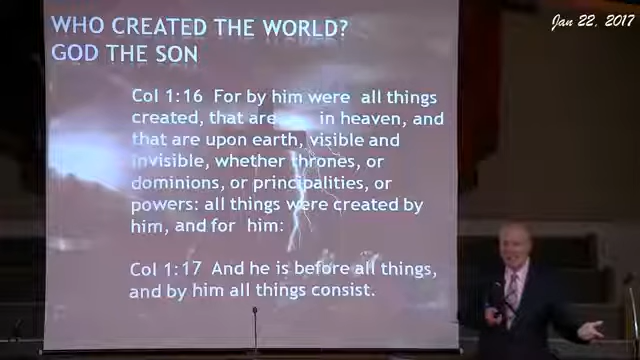 Jan 22, 2017
WHO CREATED THE WORLD?
GOD THE SON
Col 1:16 For by him were all things
created, that are in heaven, and
that are upon earth, visible and
invisible, whether thrones, or
dominions, or principalities, or
powers: all things were created by
him, and for him:
Col 1:17 And he is before all things,
and by him all things consist.